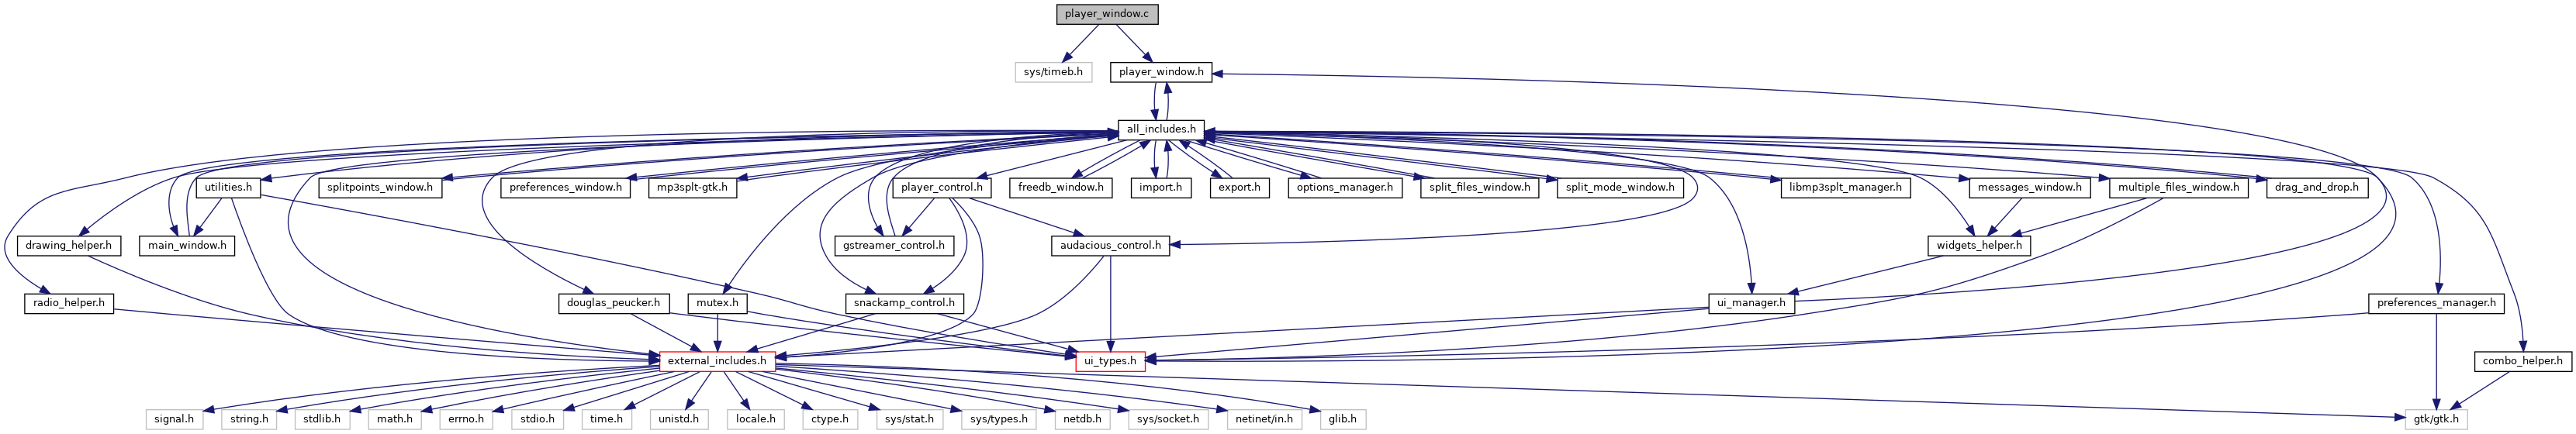 player_window.c
sys/timeb.h
player_window.h
all_includes.h
utilities.h
splitpoints_window.h
preferences_window.h
mp3splt-gtk.h
player_control.h
freedb_window.h
import.h
export.h
options_manager.h
split_files_window.h
split_mode_window.h
libmp3splt_manager.h
messages_window.h
multiple_files_window.h
drag_and_drop.h
drawing_helper.h
main_window.h
gstreamer_control.h
audacious_control.h
widgets_helper.h
radio_helper.h
douglas_peucker.h
mutex.h
snackamp_control.h
ui_manager.h
preferences_manager.h
external_includes.h
ui_types.h
combo_helper.h
signal.h
string.h
stdlib.h
math.h
errno.h
stdio.h
time.h
unistd.h
locale.h
ctype.h
sys/stat.h
sys/types.h
netdb.h
sys/socket.h
netinet/in.h
glib.h
gtk/gtk.h